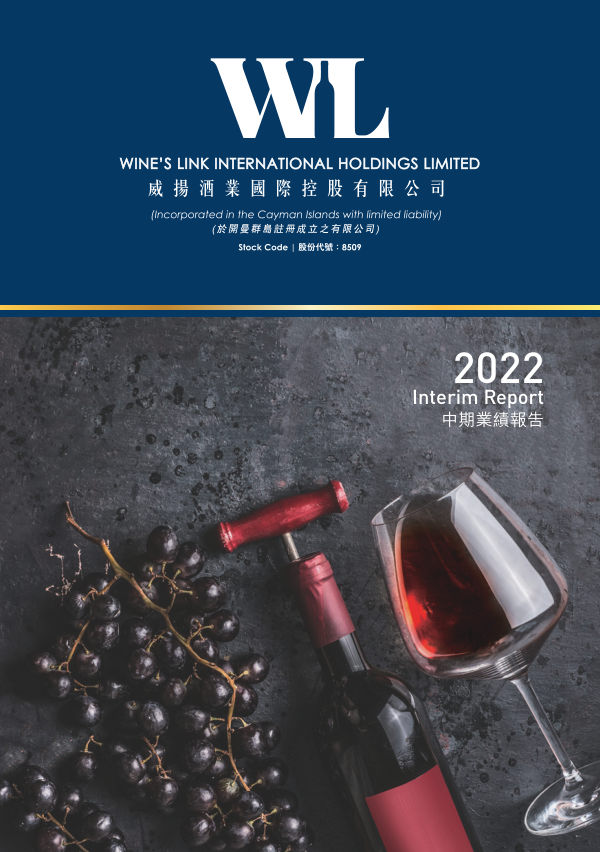 WL
WINE'S LINK INTERNATIONAL HOLDINGS LIMITED
威揚酒業國際控股有限公司
(Incorporated in the Cayman Islands with limited liability)
(於開曼群島註冊成立之有限公司)
Stock Code | 股份代號：8509
2022
Interim Report
中期業績報告